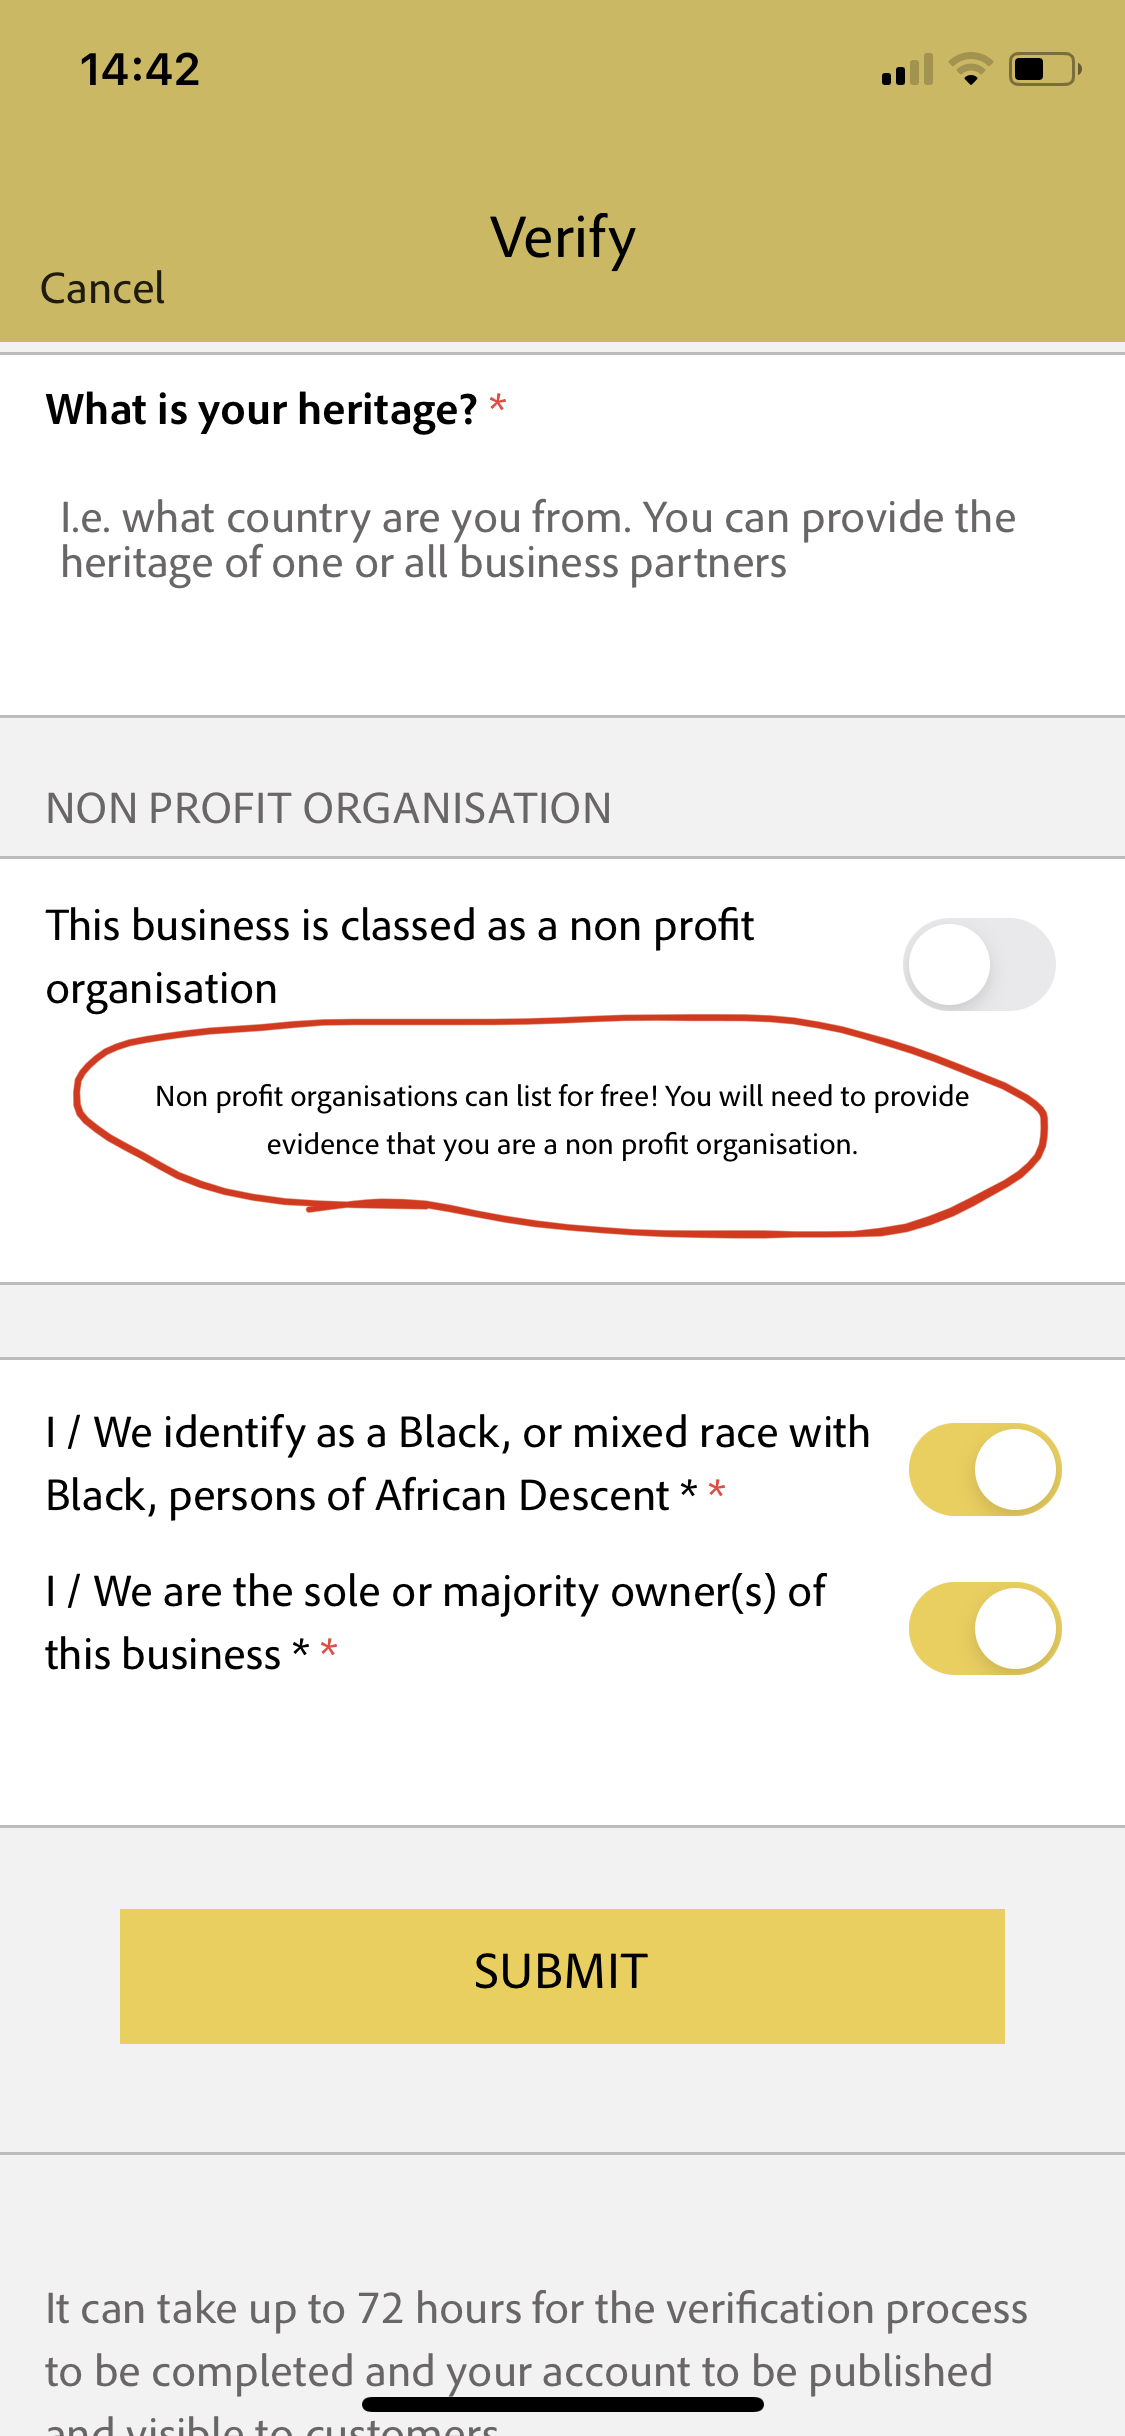 14:42
Verify
Cancel
What is your heritage? *
I.e. what country are you from. You can provide the
heritage of one or all business partners
NON PROFIT ORGANISATION
This business is classed as a non profit
organisation
Non profit organisations can list for free! You will need to provide
evidence that you are a non profit organisation.
I / We identify as a Black, or mixed race with
Black, persons of African Descent * *
I / We are the sole or majority owner(s) of
this business * *
SUBMIT
It can take up to 72 hours for the verification process
to be completed and your account to be published
and visible to customers